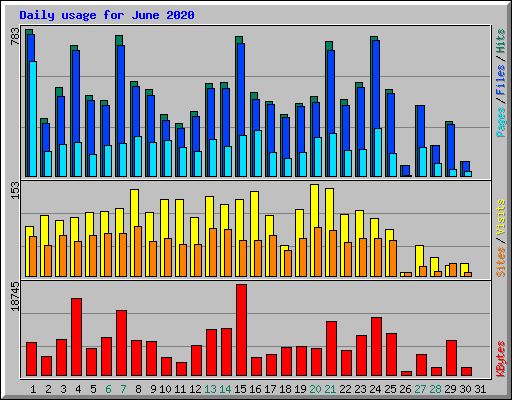 Daily usage for June 2020
783
Pages / Files / Hits
153
Sites / Visits
18745
KBytes
1 2 3 4 5 6 7 8 9 10 11 12 13 14 15 16 17 18 19 20 21 22 23 24 25 26 27 28 29 30 31